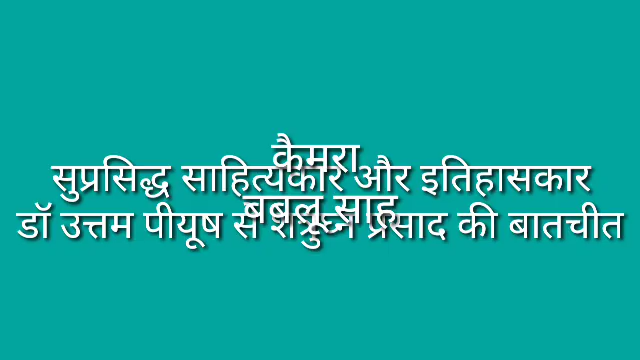 कैमरा
सुप्रसिद्ध साहित्यकार और इतिहासकार
बबलू साह
डॉ उत्तम पीयूष से शत्रुघ्न प्रसाद की बातचीत